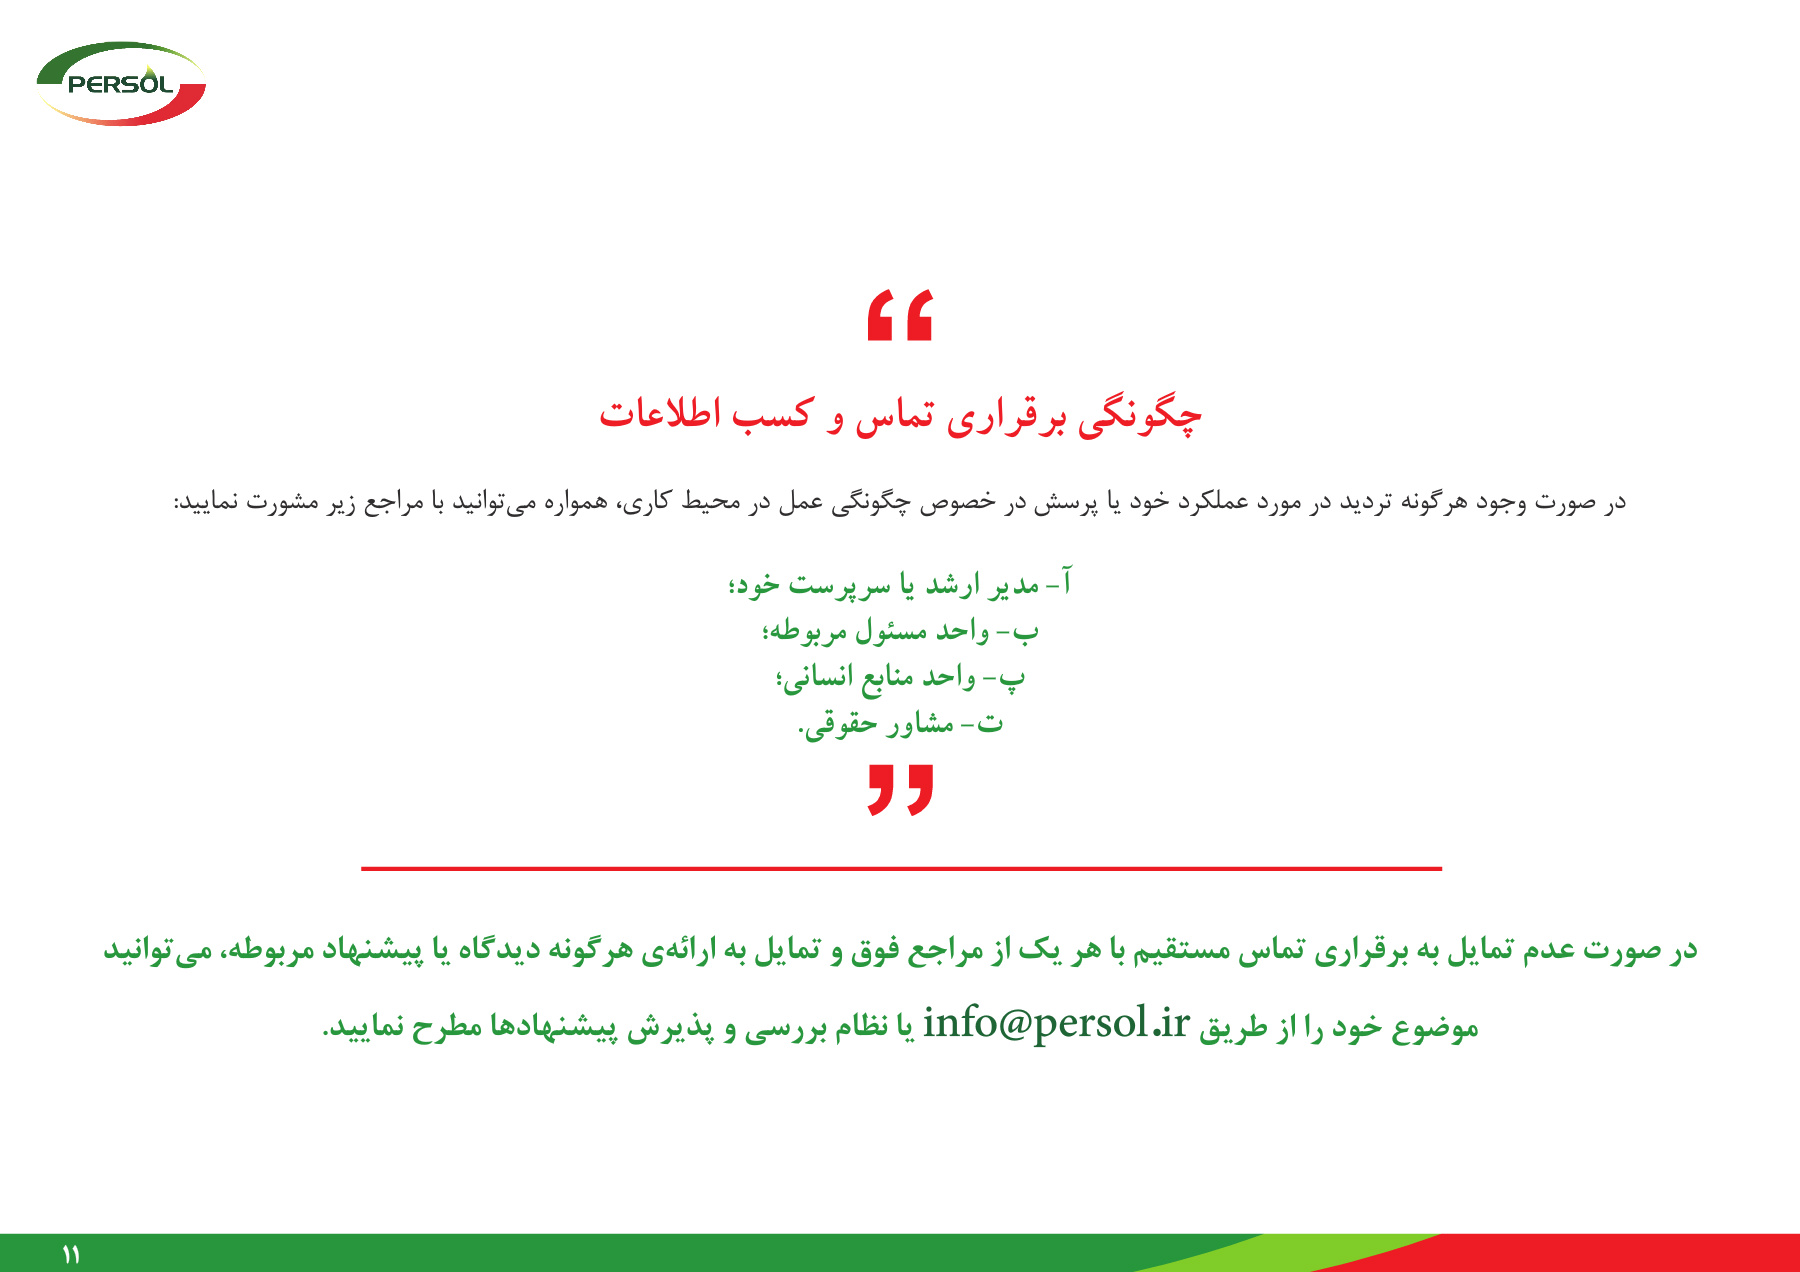 PERSOL
“
چگونگی برقراری تماس و کسب اطلاعات
در صورت وجود هرگونه تردید در مورد عملکرد خود یا پرسش در خصوص چگونگی عمل در محیط کاری، همواره می‌توانید با مراجع زیر مشورت نمایید:
آ- مدیر ارشد یا سرپرست خود؛
ب- واحد مسئول مربوطه؛
پ- واحد منابع انسانی؛
ت- مشاور حقوقی.
”
در صورت عدم تمایل به برقراری تماس مستقیم با هر یک از مراجع فوق و تمایل به ارائه‌ی هرگونه دیدگاه یا پیشنهاد مربوطه، می‌توانید
موضوع خود را از طریق info@persol.ir یا نظام بررسی و پذیرش پیشنهادها مطرح نمایید.
۱۱